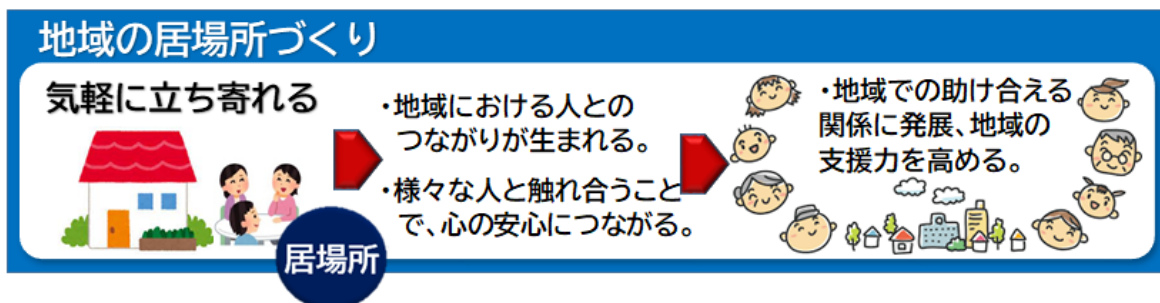 地域の居場所づくり
気軽に立ち寄れる
居場所
・地域における人との
つながりが生まれる。
・様々な人と触れ合うこと
で、心の安心につながる。
・地域での助け合える
関係に発展、地域の
支援力を高める。